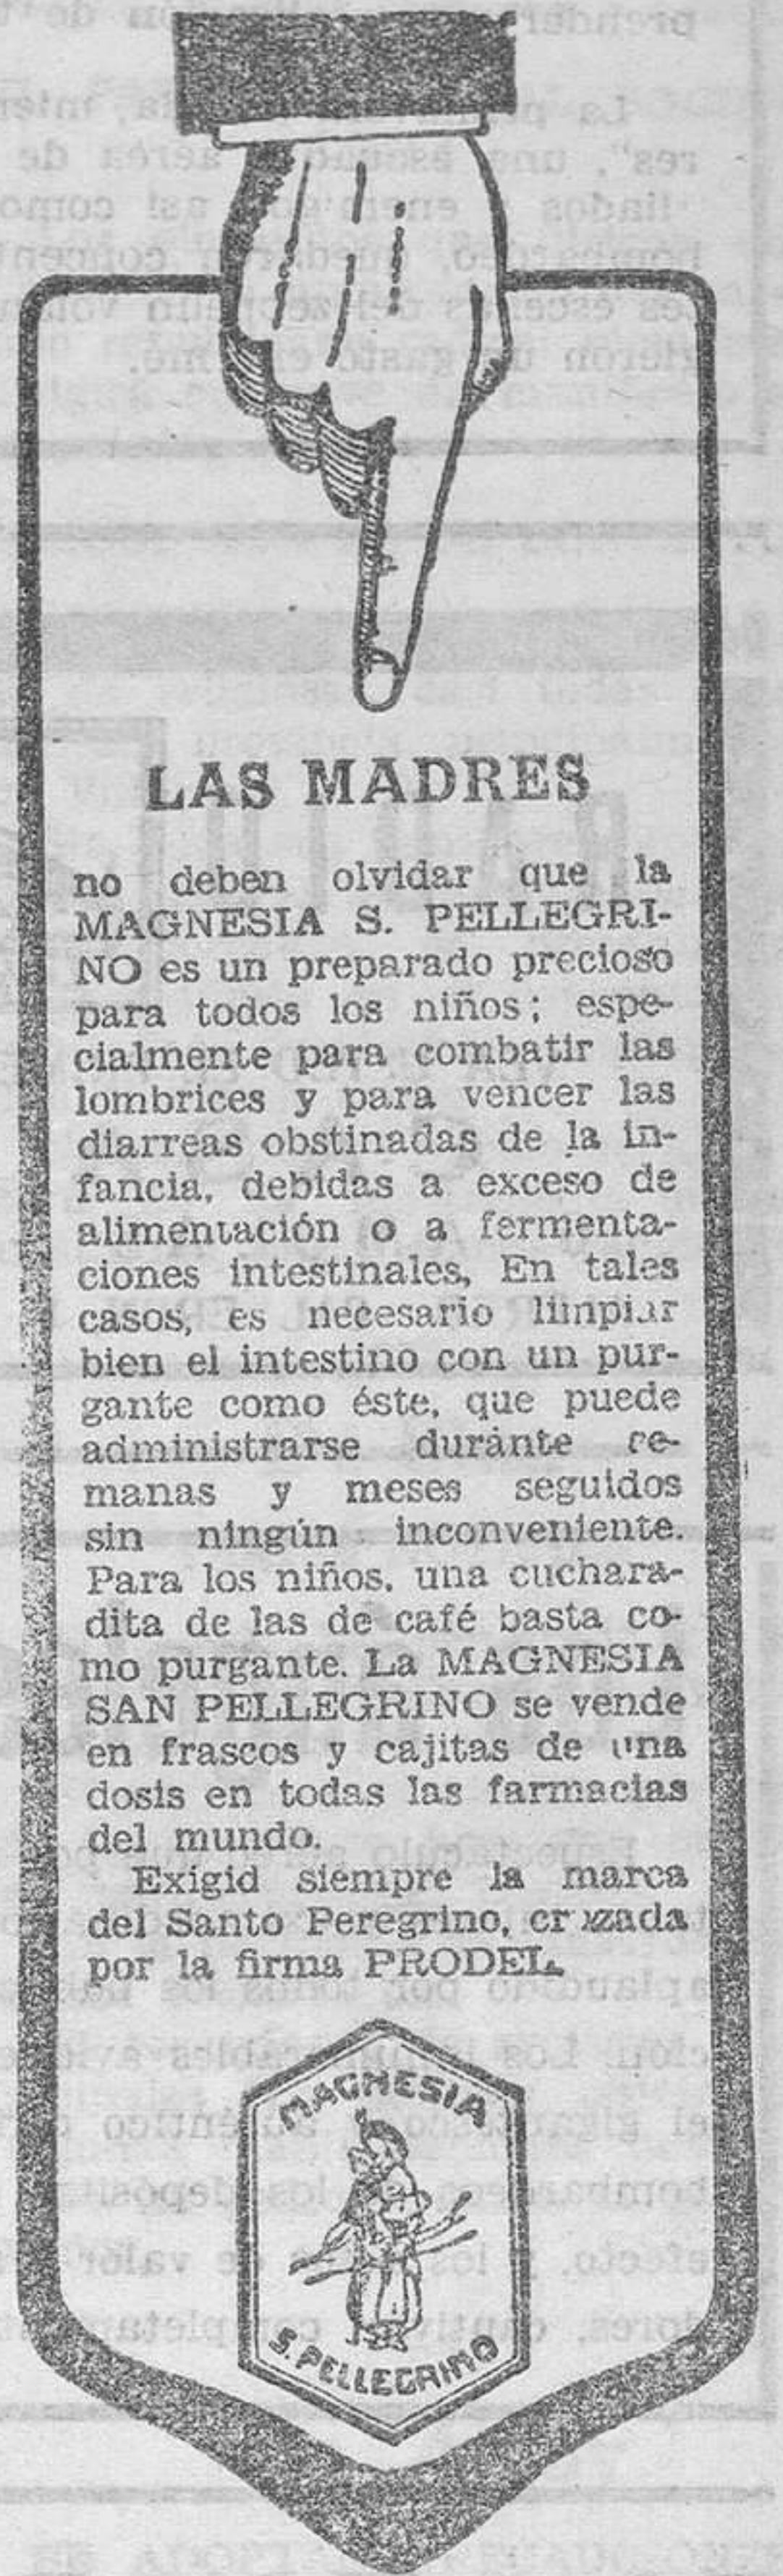 LAS MADRES
no deben olvidar que la
MAGNESIA S. PELLEGRI-
NO es un preparado precioso
para todos los niños; espe-
cialmente para combatir las
lombrices y para vencer las
diarreas obstinadas de la in-
fancia, debidas a exceso de
alimentación o a fermenta-
ciones intestinales. En tales
casos, es necesario limpiar
bien el intestino con un pur-
gante como éste, que puede
administrarse durante se-
manas y meses seguidos
sin ningún inconveniente.
Para los niños, una cuchara-
dita de las de café basta co-
mo purgante. La MAGNESIA
SAN PELLEGRINO se vende
en frascos y cajitas de una
dosis en todas las farmacias
del mundo.
Exigid siempre la marca
del Santo Peregrino, cruzada
por la firma PRODEL.
MAGNESIA
S. PELLEGRINO